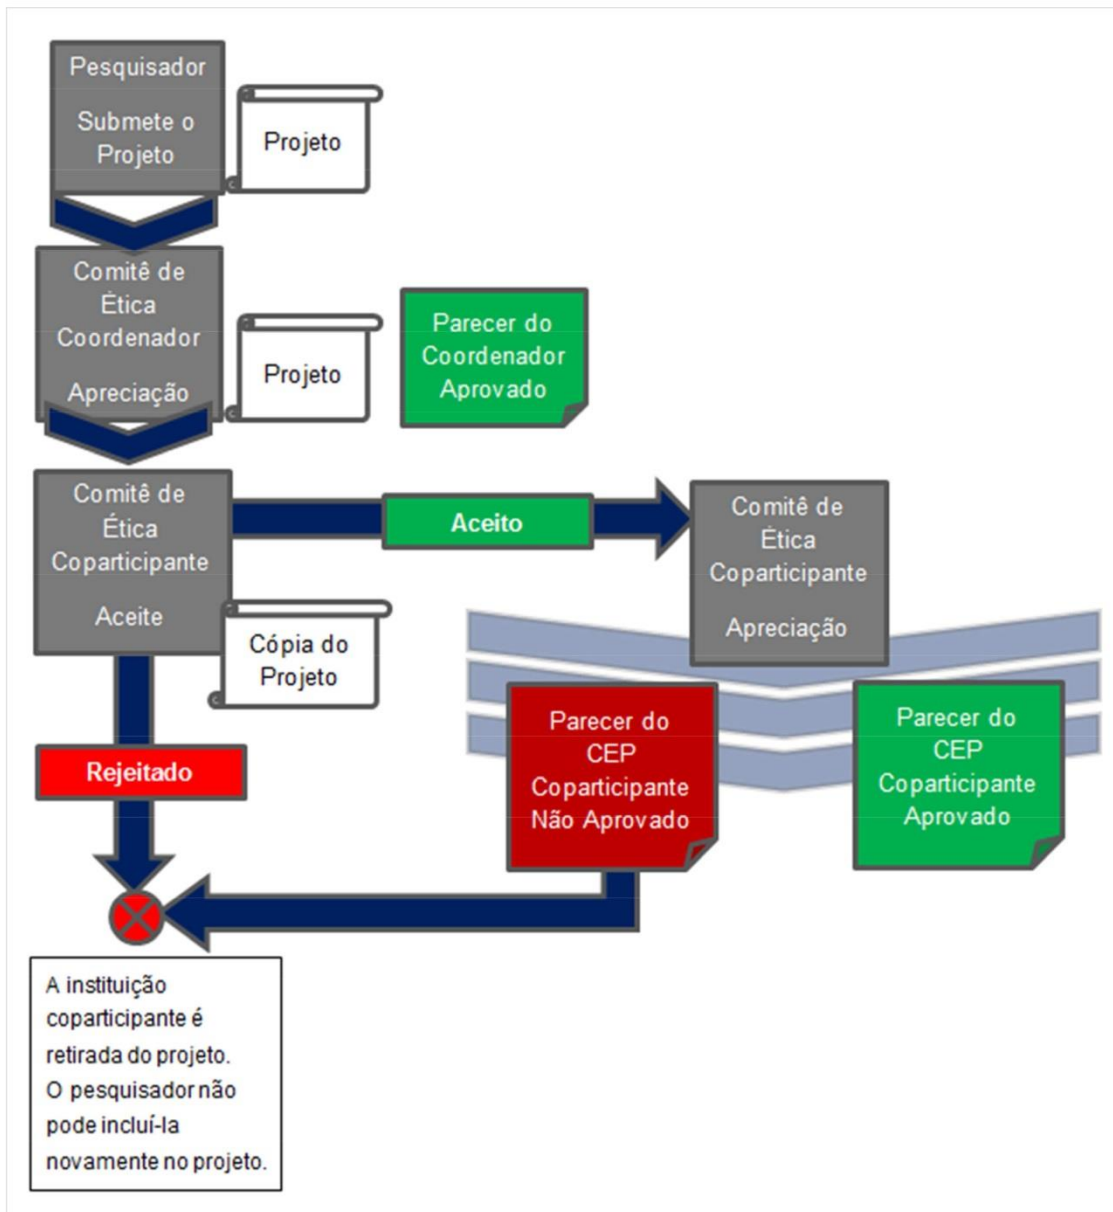 Pesquisador
Submete o
Projeto
Projeto
Comitê de
Ética
Coordenador
Apreciação
Projeto
Parecer do
Coordenador
Aprovado
Comitê de
Ética
Coparticipante
Aceite
Cópia do
Projeto
Aceito
Comitê de
Ética
Coparticipante
Apreciação
Rejeitado
Parecer do
CEP
Coparticipante
Não Aprovado
Parecer do
CEP
Coparticipante
Aprovado
A instituição
coparticipante é
retirada do projeto.
O pesquisador não
pode incluí-la
novamente no projeto.